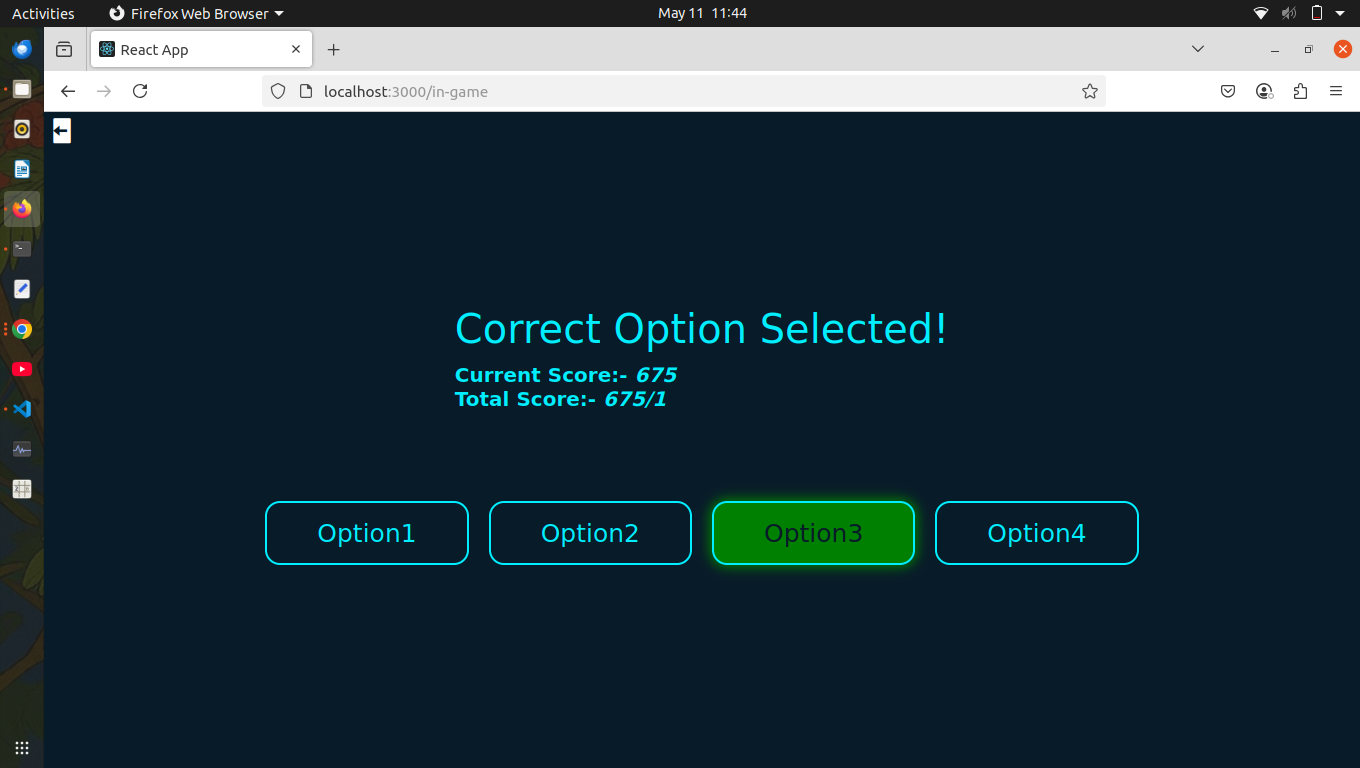 Activities
Firefox Web Browser
May 11 11:44
React App
localhost:3000/in-game
Correct Option Selected!
Current Score:- 675
Total Score:- 675/1
Option1
Option2
Option3
Option4